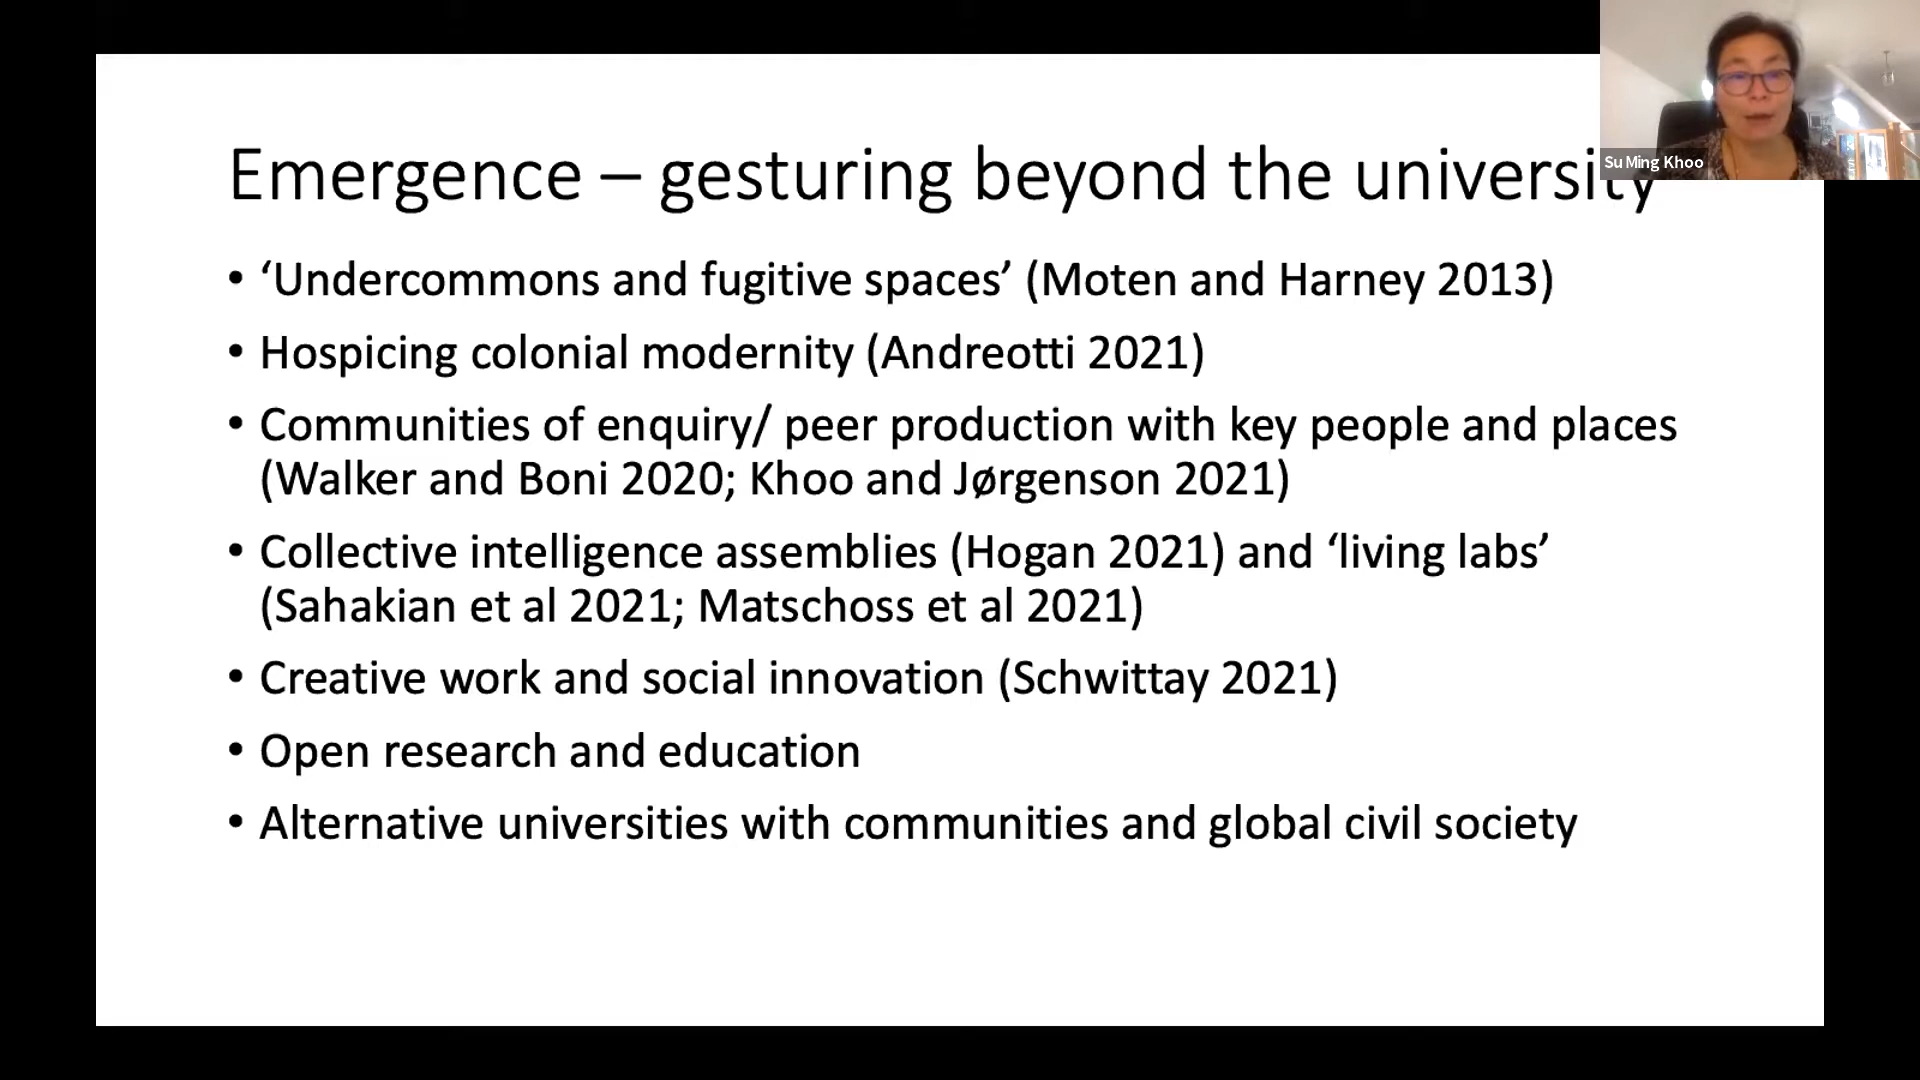 Emergence – gesturing beyond the university
Su Ming Khoo
• ‘Undercommons and fugitive spaces’ (Moten and Harney 2013)
• Hospicing colonial modernity (Andreotti 2021)
• Communities of enquiry/ peer production with key people and places
(Walker and Boni 2020; Khoo and Jørgenson 2021)
• Collective intelligence assemblies (Hogan 2021) and ‘living labs’
(Sahakian et al 2021; Matschoss et al 2021)
• Creative work and social innovation (Schwittay 2021)
• Open research and education
• Alternative universities with communities and global civil society